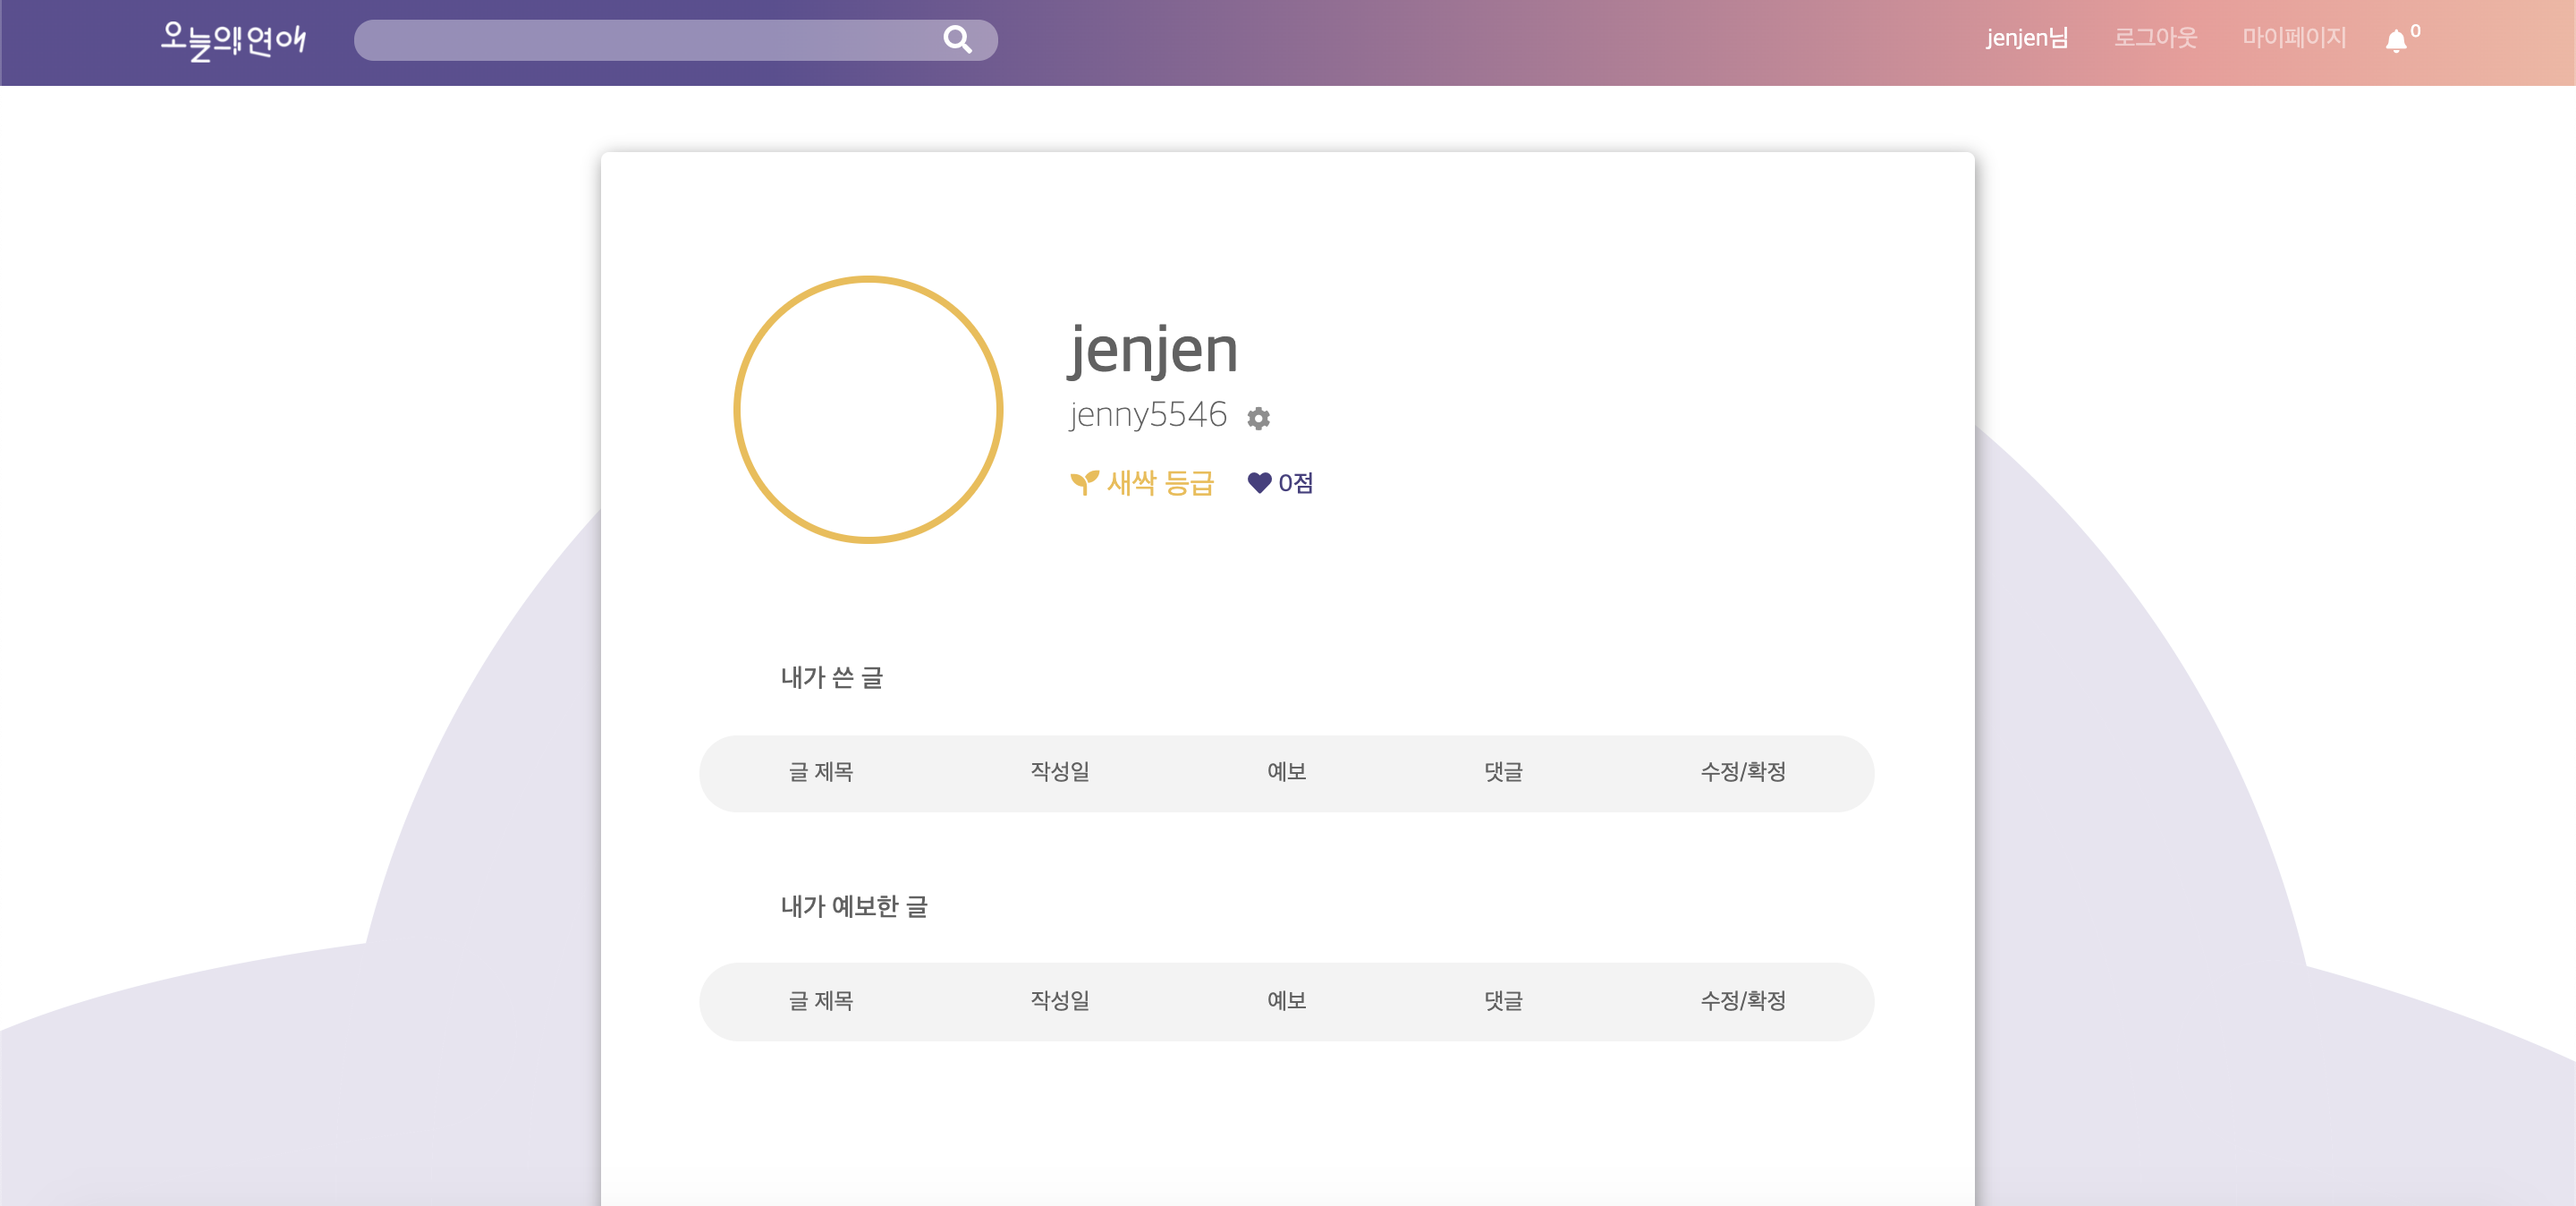 오늘의연애
jenjen님 로그아웃 마이페이지 0
jenjen
jenny5546
새싹 등급 0점
내가 쓴 글
글 제목 작성일 예보 댓글 수정/확정
내가 예보한 글
글 제목 작성일 예보 댓글 수정/확정